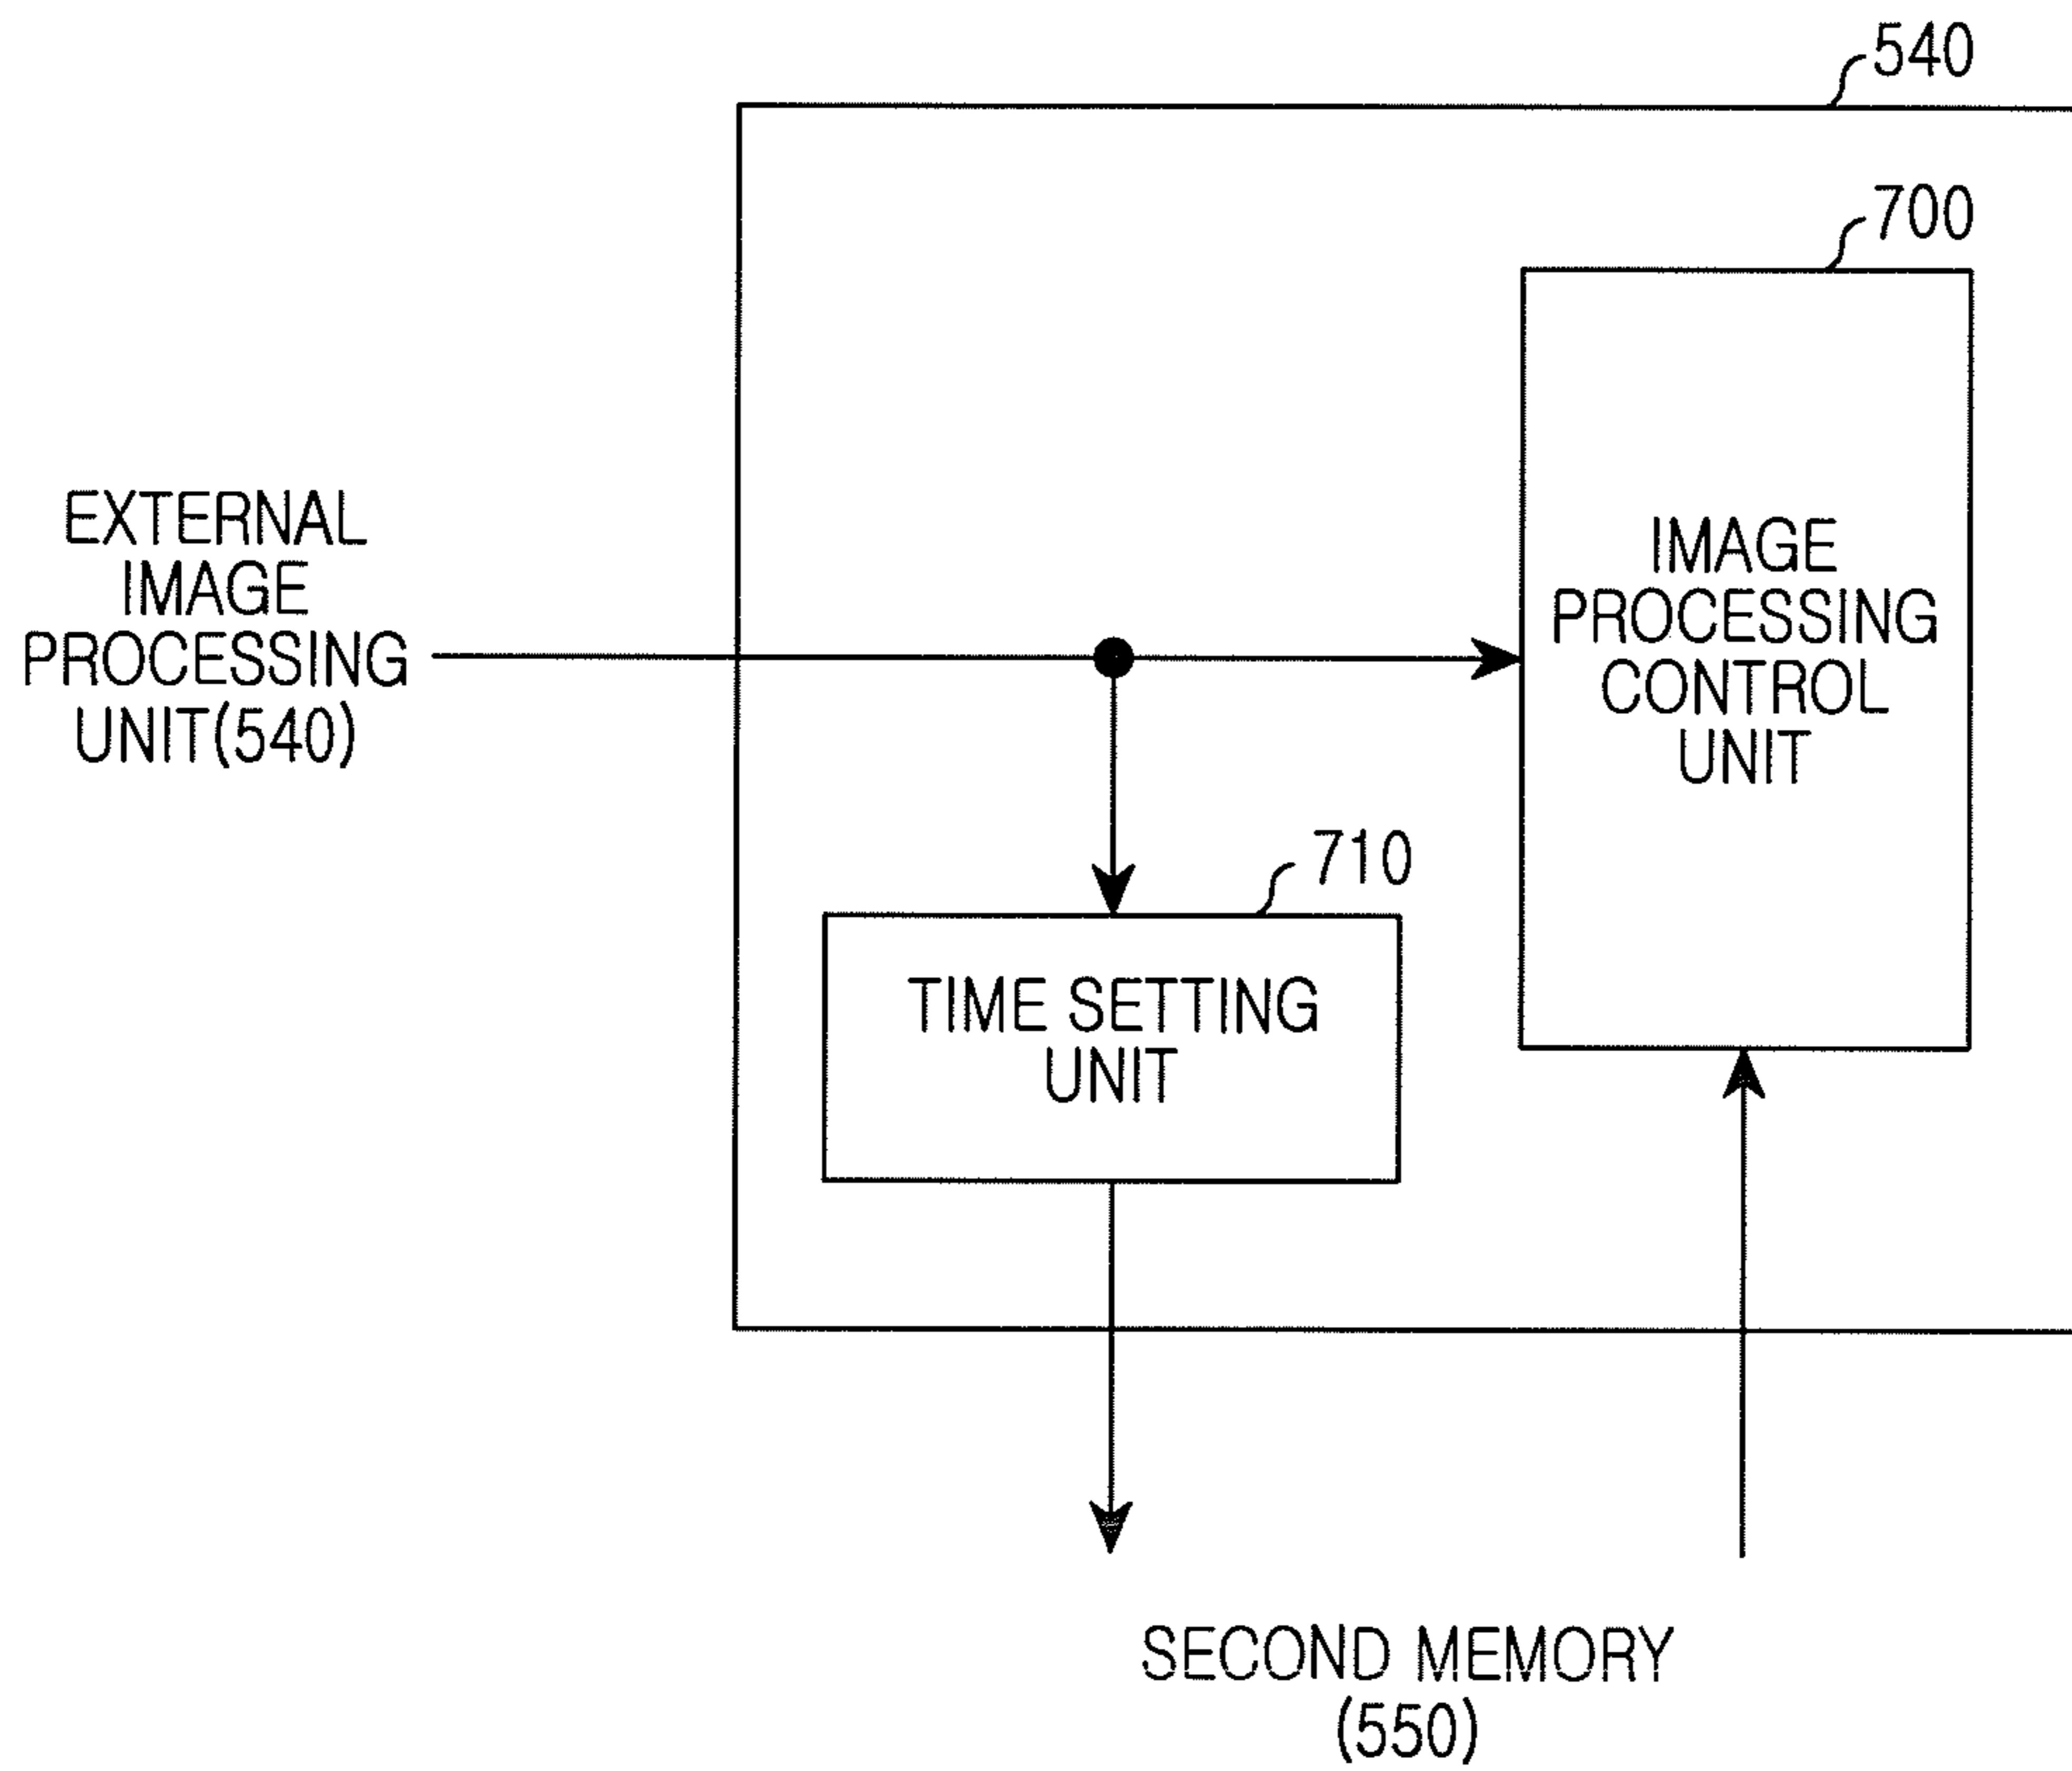 540
700
EXTERNAL
IMAGE
PROCESSING
UNIT(540)
IMAGE
PROCESSING
CONTROL
UNIT
710
TIME SETTING
UNIT
SECOND MEMORY
(550)